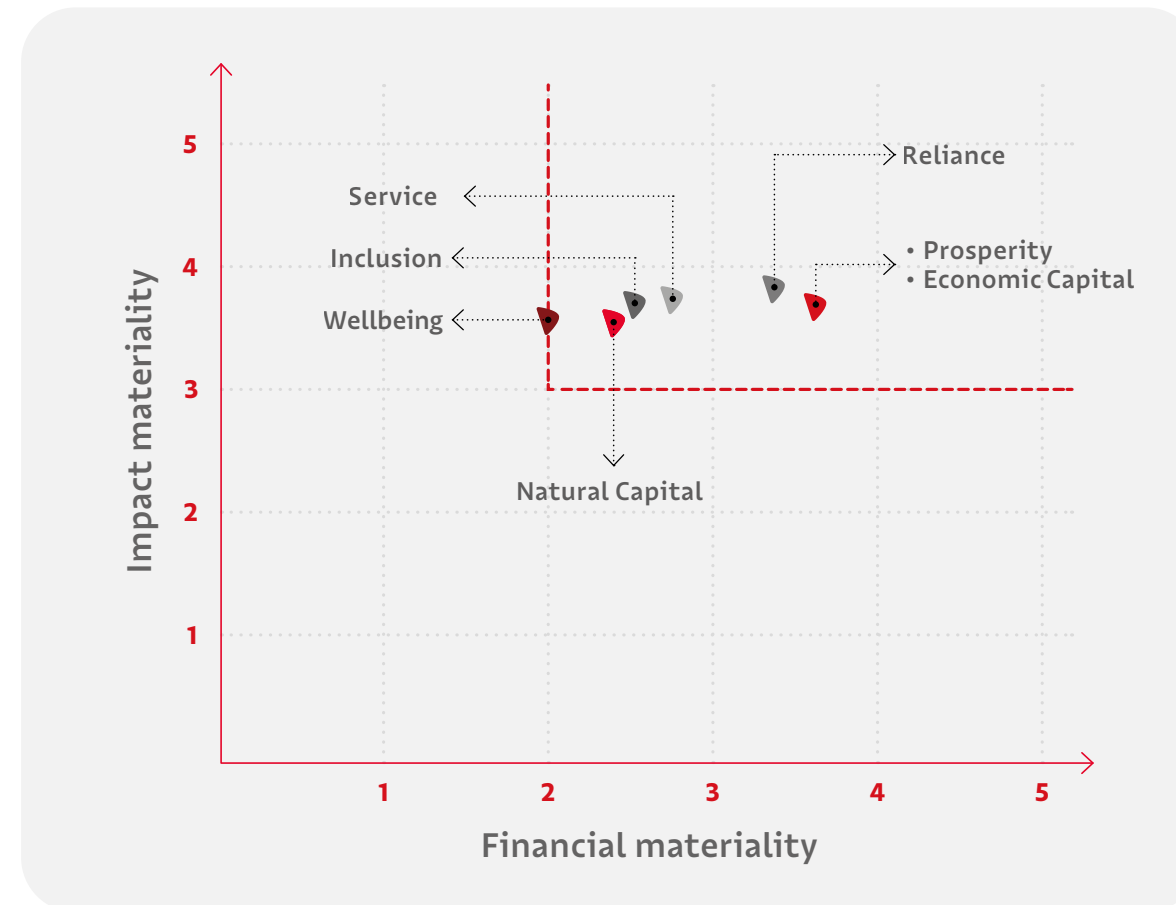 Impact materiality
5
4
3
2
1
Service
Inclusion
Wellbeing
Reliance
• Prosperity
• Economic Capital
Natural Capital
1 2 3 4 5
Financial materiality